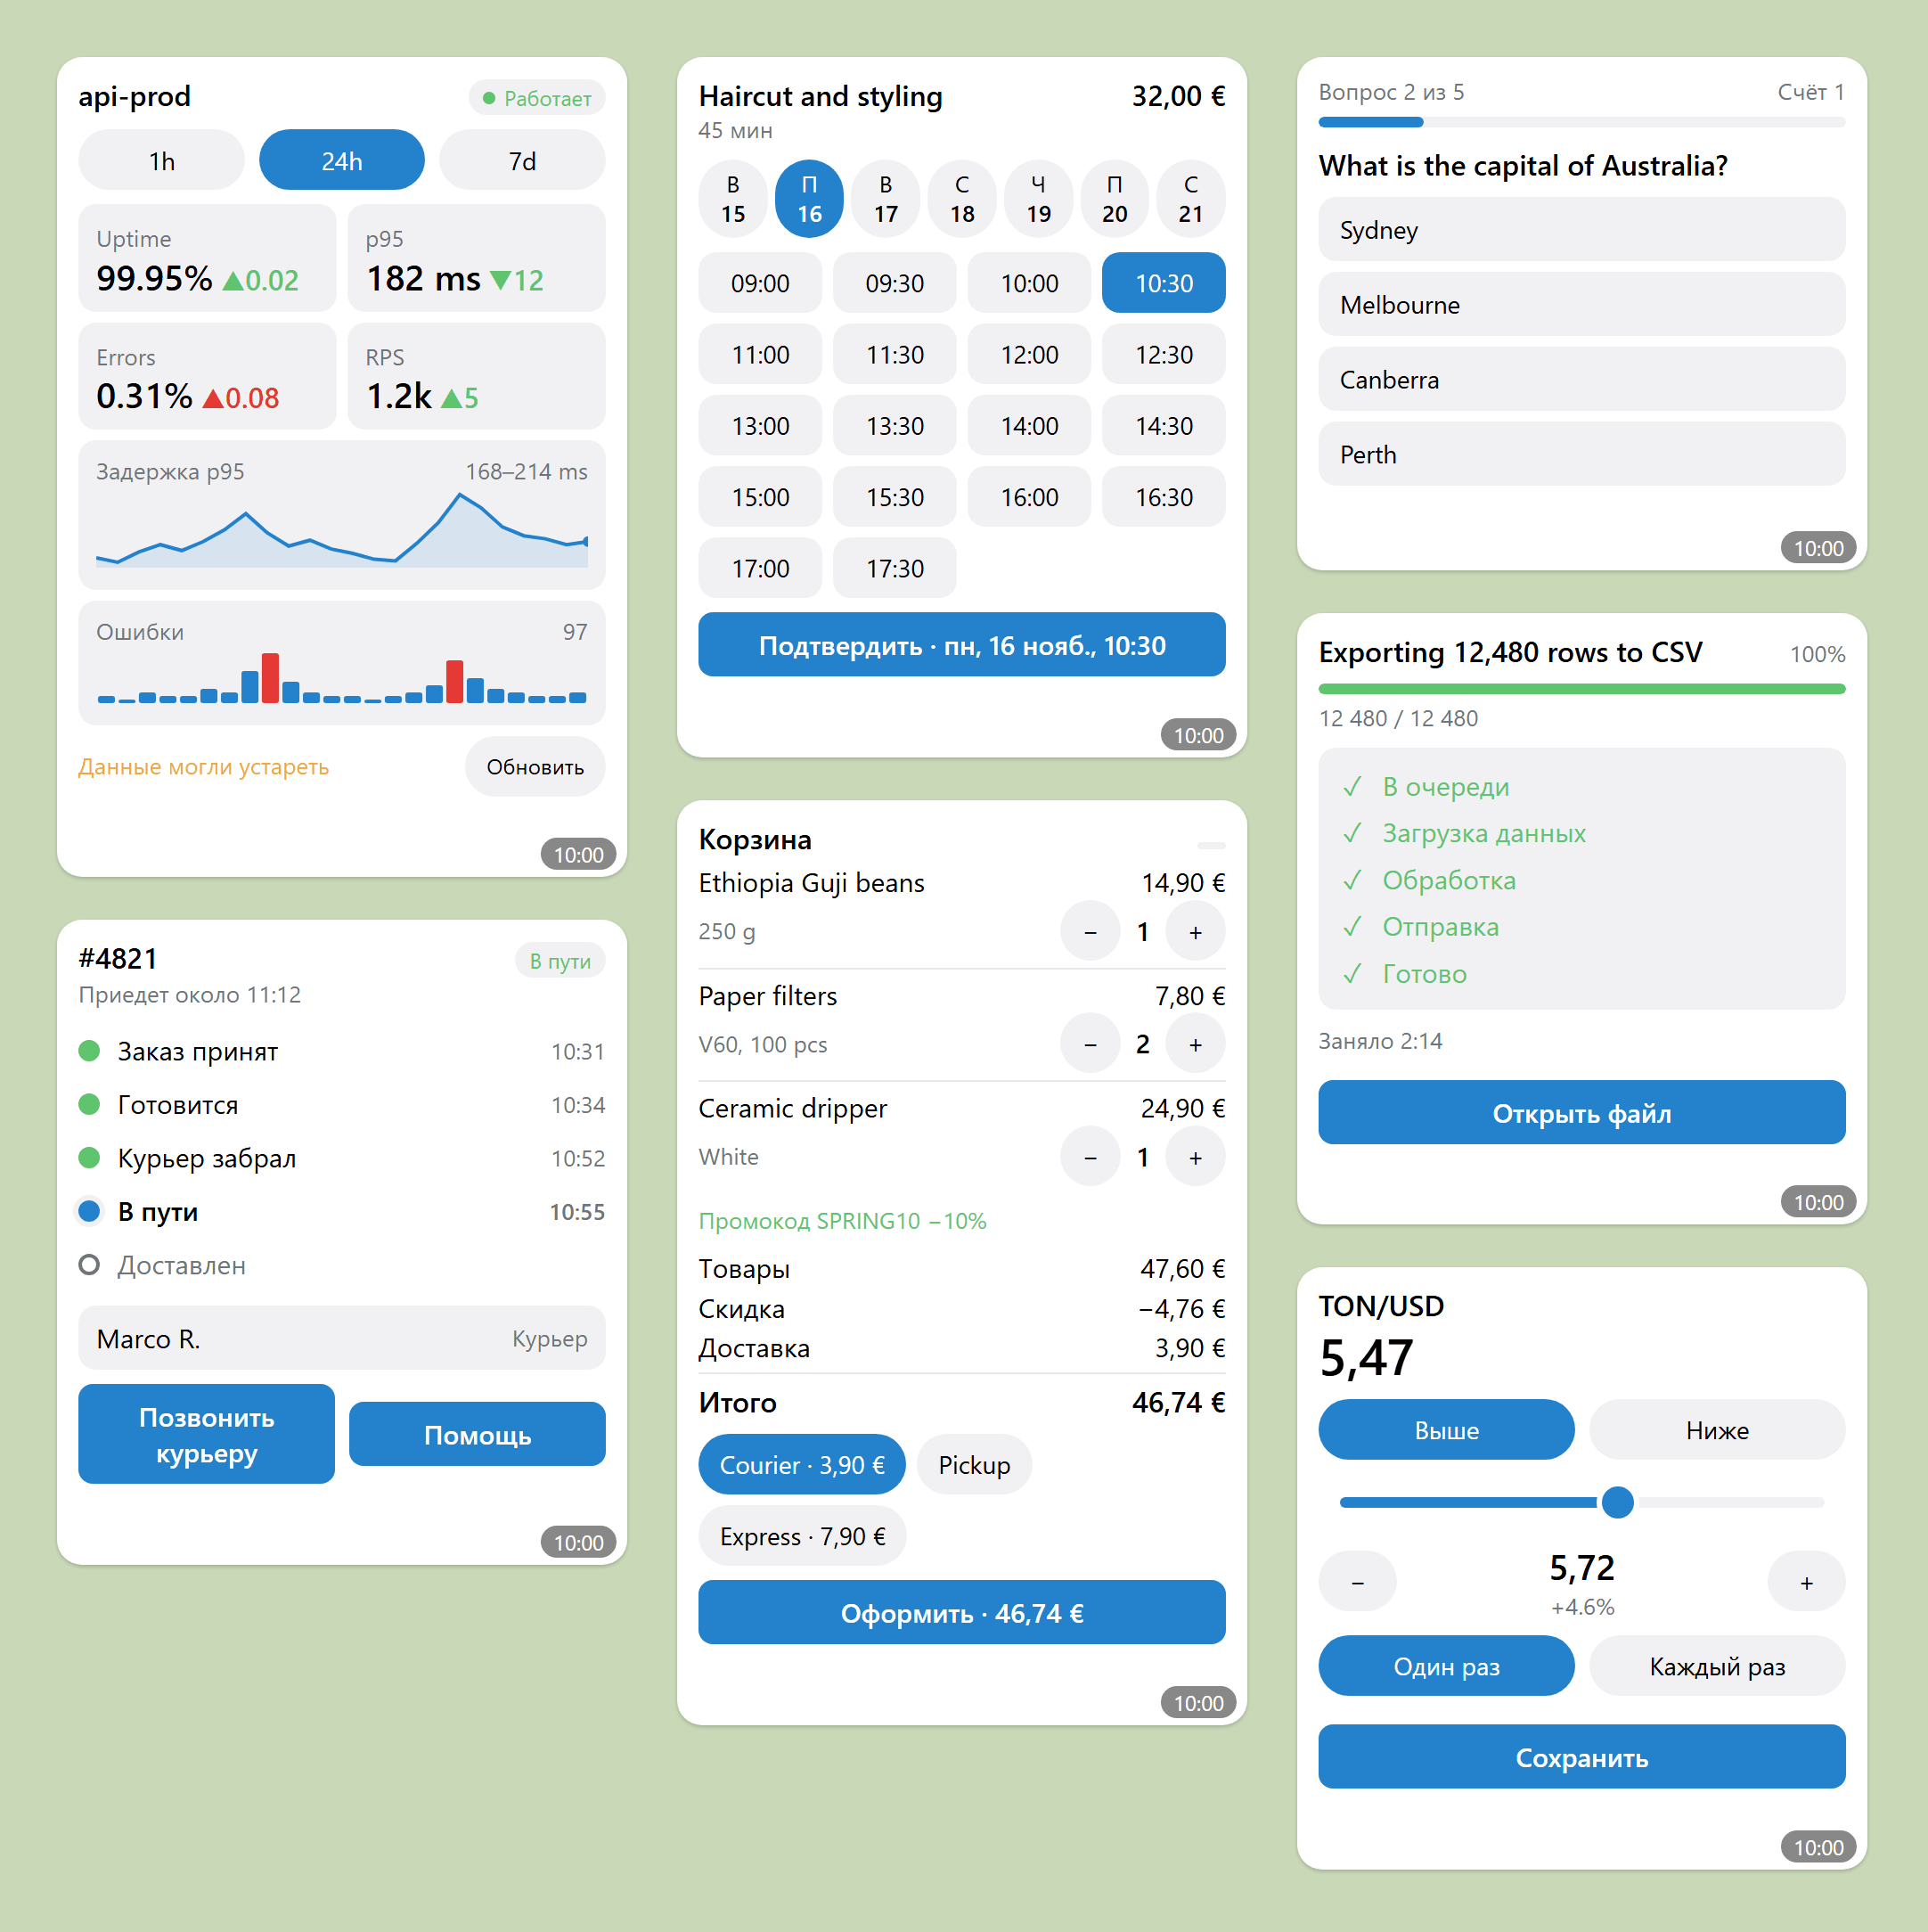 api-prod
Работает
1h 24h 7d
Uptime
99.95% ▲0.02
p95
182 ms ▼12
Errors
0.31% ▲0.08
RPS
1.2k ▲5
Задержка p95 168–214 ms
Ошибки 97
Данные могли устареть
Обновить
10:00
#4821
В пути
Приедет около 11:12
Заказ принят 10:31
Готовится 10:34
Курьер забрал 10:52
В пути 10:55
Доставлен
Marco R. Курьер
Позвонить
курьеру
Помощь
10:00
Haircut and styling 32,00 €
45 мин
В П В С Ч П С
15 16 17 18 19 20 21
09:00 09:30 10:00 10:30
11:00 11:30 12:00 12:30
13:00 13:30 14:00 14:30
15:00 15:30 16:00 16:30
17:00 17:30
Подтвердить · пн, 16 нояб., 10:30
10:00
Корзина
Ethiopia Guji beans 14,90 €
250 g − 1 +
Paper filters 7,80 €
V60, 100 pcs − 2 +
Ceramic dripper 24,90 €
White − 1 +
Промокод SPRING10 −10%
Товары 47,60 €
Скидка −4,76 €
Доставка 3,90 €
Итого 46,74 €
Courier · 3,90 € Pickup
Express · 7,90 €
Оформить · 46,74 €
10:00
Вопрос 2 из 5 Счёт 1
What is the capital of Australia?
Sydney
Melbourne
Canberra
Perth
10:00
Exporting 12,480 rows to CSV 100%
12 480 / 12 480
✓ В очереди
✓ Загрузка данных
✓ Обработка
✓ Отправка
✓ Готово
Заняло 2:14
Открыть файл
10:00
TON/USD
5,47
Выше Ниже
− 5,72 +
+4.6%
Один раз Каждый раз
Сохранить
10:00